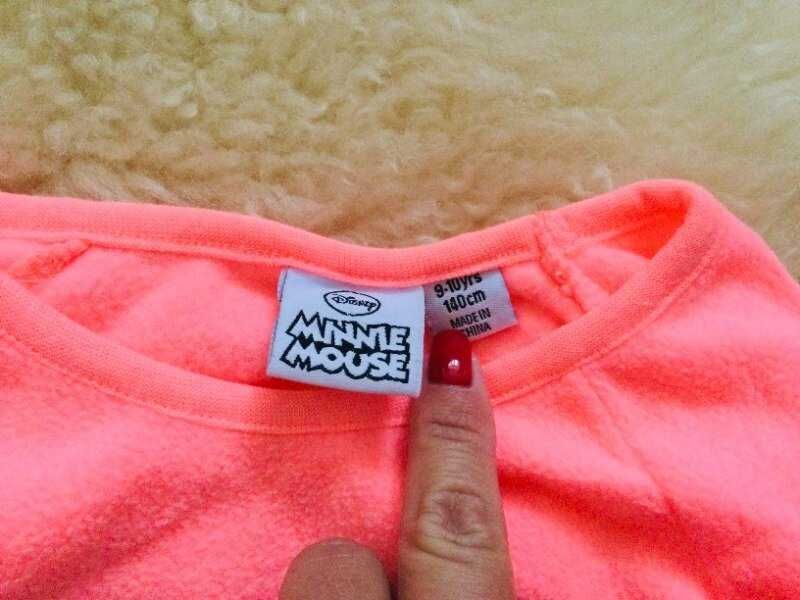 Disney
MINNIE
MOUSE
9-10yrs
140cm
MADE IN
CHINA